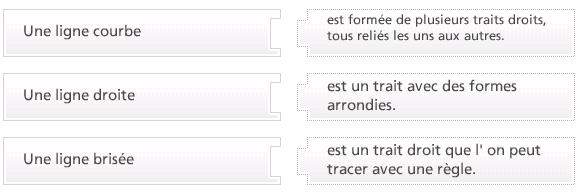 Une ligne courbe
est formée de plusieurs traits droits,
tous reliés les uns aux autres.
Une ligne droite
est un trait avec des formes
arrondies.
Une ligne brisée
est un trait droit que l' on peut
tracer avec une règle.